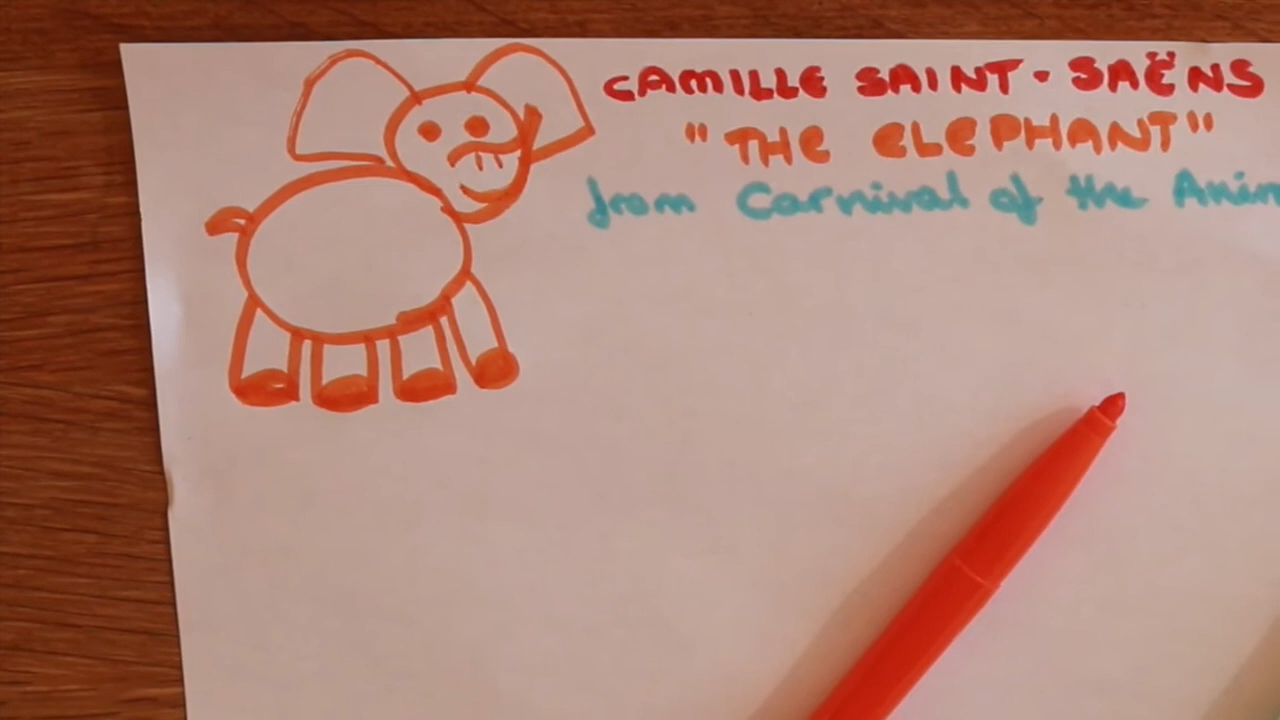 CAMILLE SAINT-SAËNS
"THE ELEPHANT"
from Carnival of the Anim